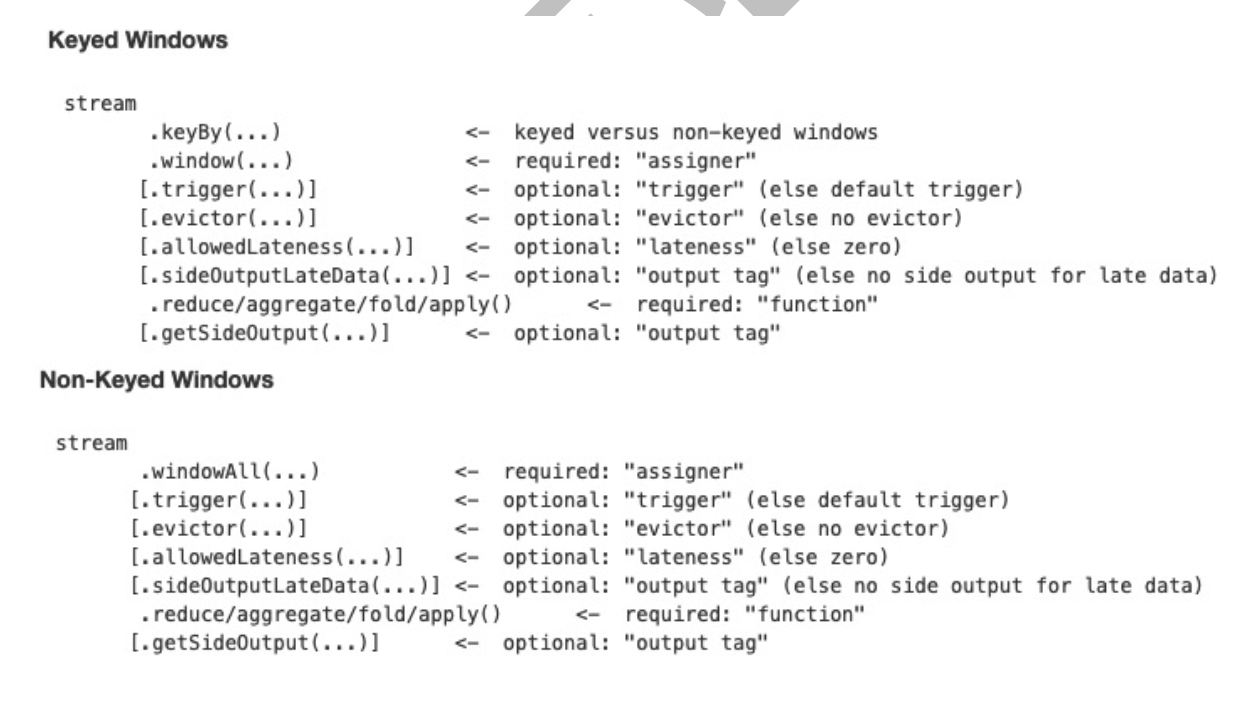 Keyed Windows
stream
.keyBy(...) <- keyed versus non-keyed windows
.window(...) <- required: "assigner"
[.trigger(...)] <- optional: "trigger" (else default trigger)
[.evictor(...)] <- optional: "evictor" (else no evictor)
[.allowedLateness(...)] <- optional: "lateness" (else zero)
[.sideOutputLateData(...)] <- optional: "output tag" (else no side output for late data)
.reduce/aggregate/fold/apply() <- required: "function"
[.getSideOutput(...)] <- optional: "output tag"
Non-Keyed Windows
stream
.windowAll(...) <- required: "assigner"
[.trigger(...)] <- optional: "trigger" (else default trigger)
[.evictor(...)] <- optional: "evictor" (else no evictor)
[.allowedLateness(...)] <- optional: "lateness" (else zero)
[.sideOutputLateData(...)] <- optional: "output tag" (else no side output for late data)
.reduce/aggregate/fold/apply() <- required: "function"
[.getSideOutput(...)] <- optional: "output tag"